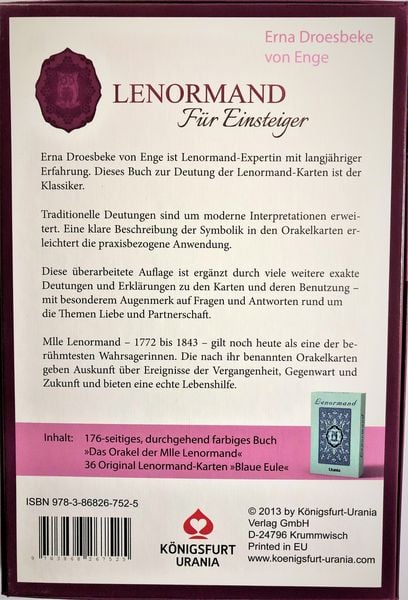 Erna Droesbeke
von Enge
LENORMAND
Für Einsteiger
Erna Droesbeke von Enge ist Lenormand-Expertin mit langjähriger
Erfahrung. Dieses Buch zur Deutung der Lenormand-Karten ist der
Klassiker.
Traditionelle Deutungen sind um moderne Interpretationen erwei-
tert. Eine klare Beschreibung der Symbolik in den Orakelkarten er-
leichtert die praxisbezogene Anwendung.
Diese überarbeitete Auflage ist ergänzt durch viele weitere exakte
Deutungen und Erklärungen zu den Karten und deren Benutzung –
mit besonderem Augenmerk auf Fragen und Antworten rund um
die Themen Liebe und Partnerschaft.
Mlle Lenormand – 1772 bis 1843 – gilt noch heute als eine der be-
rühmtesten Wahrsagerinnen. Die nach ihr benannten Orakelkarten
geben Auskunft über Ereignisse der Vergangenheit, Gegenwart und
Zukunft und bieten eine echte Lebenshilfe.
Lenormand
Urania
Inhalt: 176-seitiges, durchgehend farbiges Buch
»Das Orakel der Mlle Lenormand«
36 Original Lenormand-Karten »Blaue Eule«
ISBN 978-3-86826-752-5
9 783868 267525
KÖNIGSFURT
URANIA
© 2013 by Königsfurt-Urania
Verlag GmbH
D-24796 Krummwisch
Printed in EU
www.koenigsfurt-urania.com